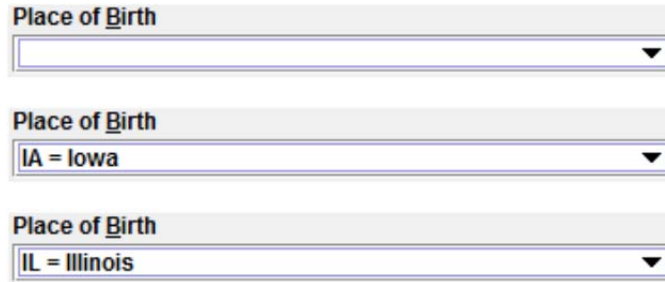 Place of Birth
Place of Birth
IA = Iowa
Place of Birth
IL = Illinois